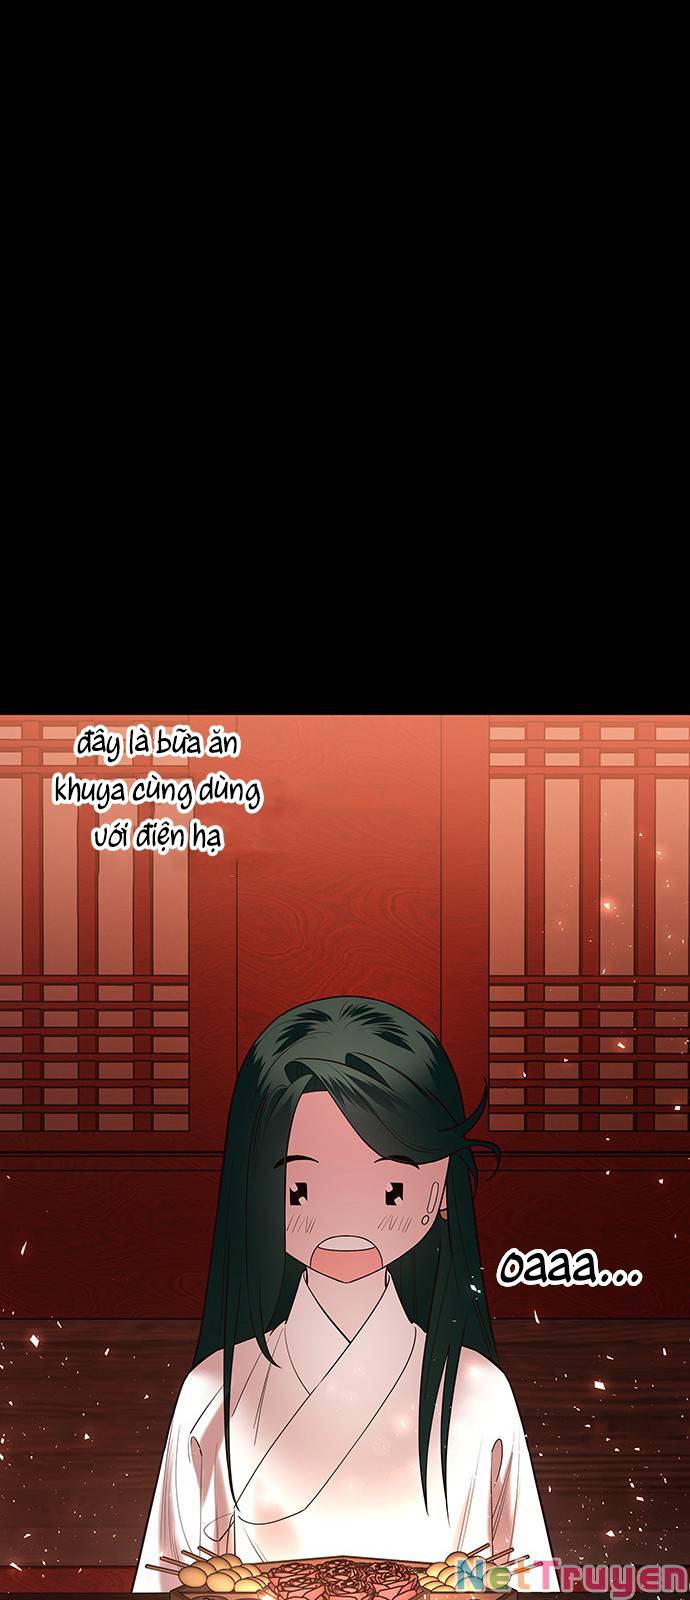 đây là bữa ăn
khuya cùng dùng
với điện hạ
oaaa...
NetTruyen